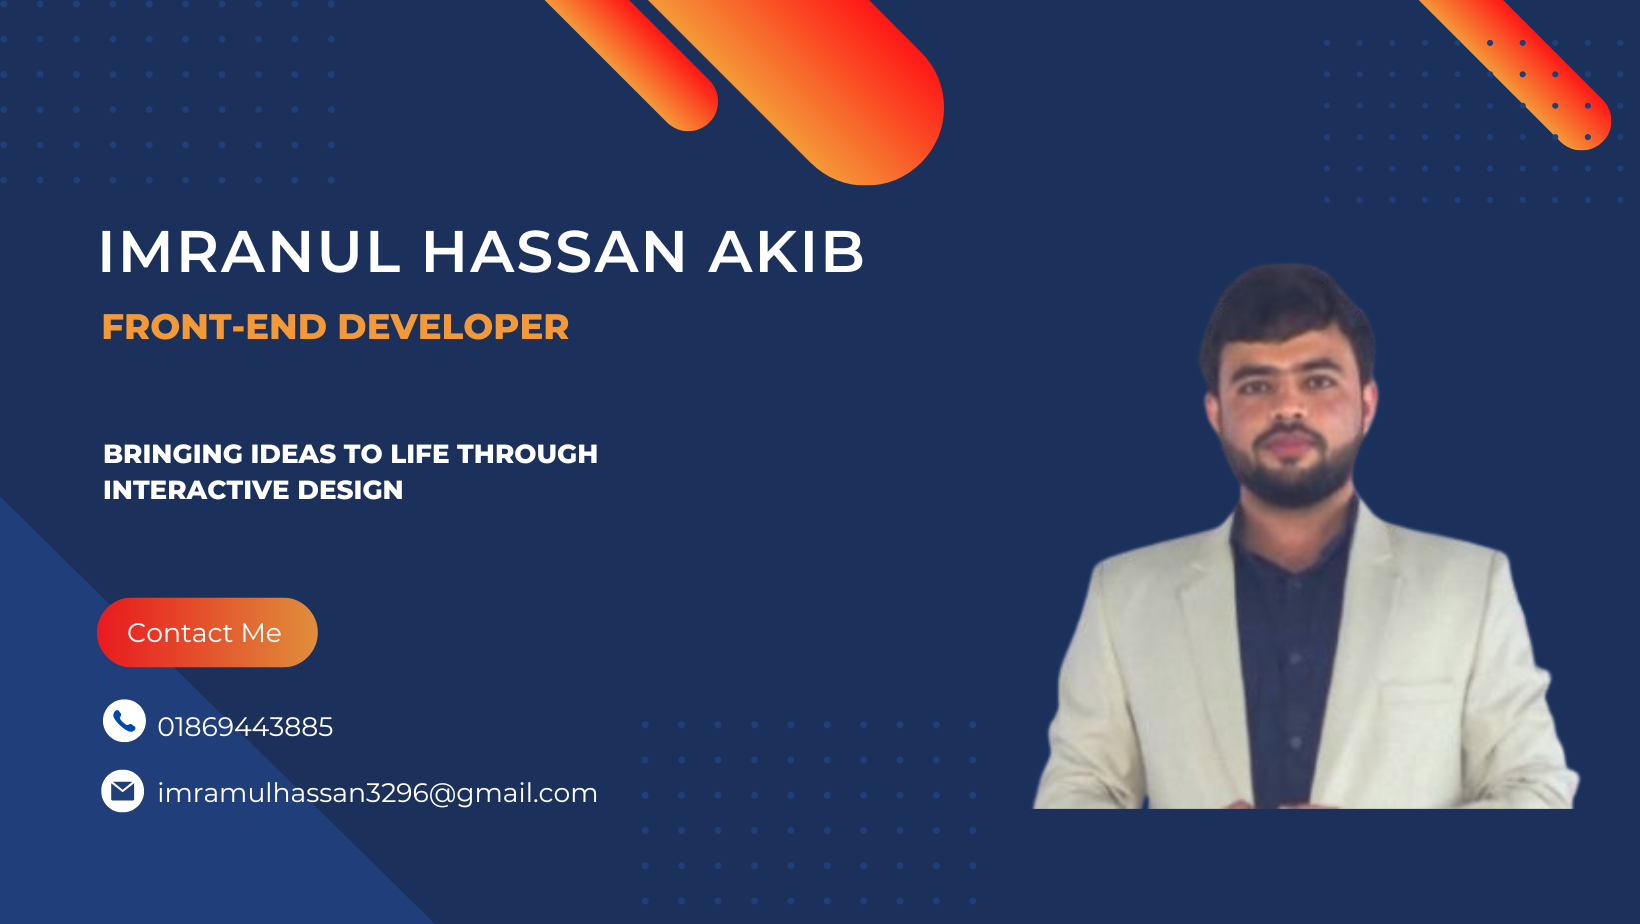 IMRANUL HASSAN AKIB
FRONT-END DEVELOPER
BRINGING IDEAS TO LIFE THROUGH
INTERACTIVE DESIGN
Contact Me
01869443885
imramulhassan3296@gmail.com